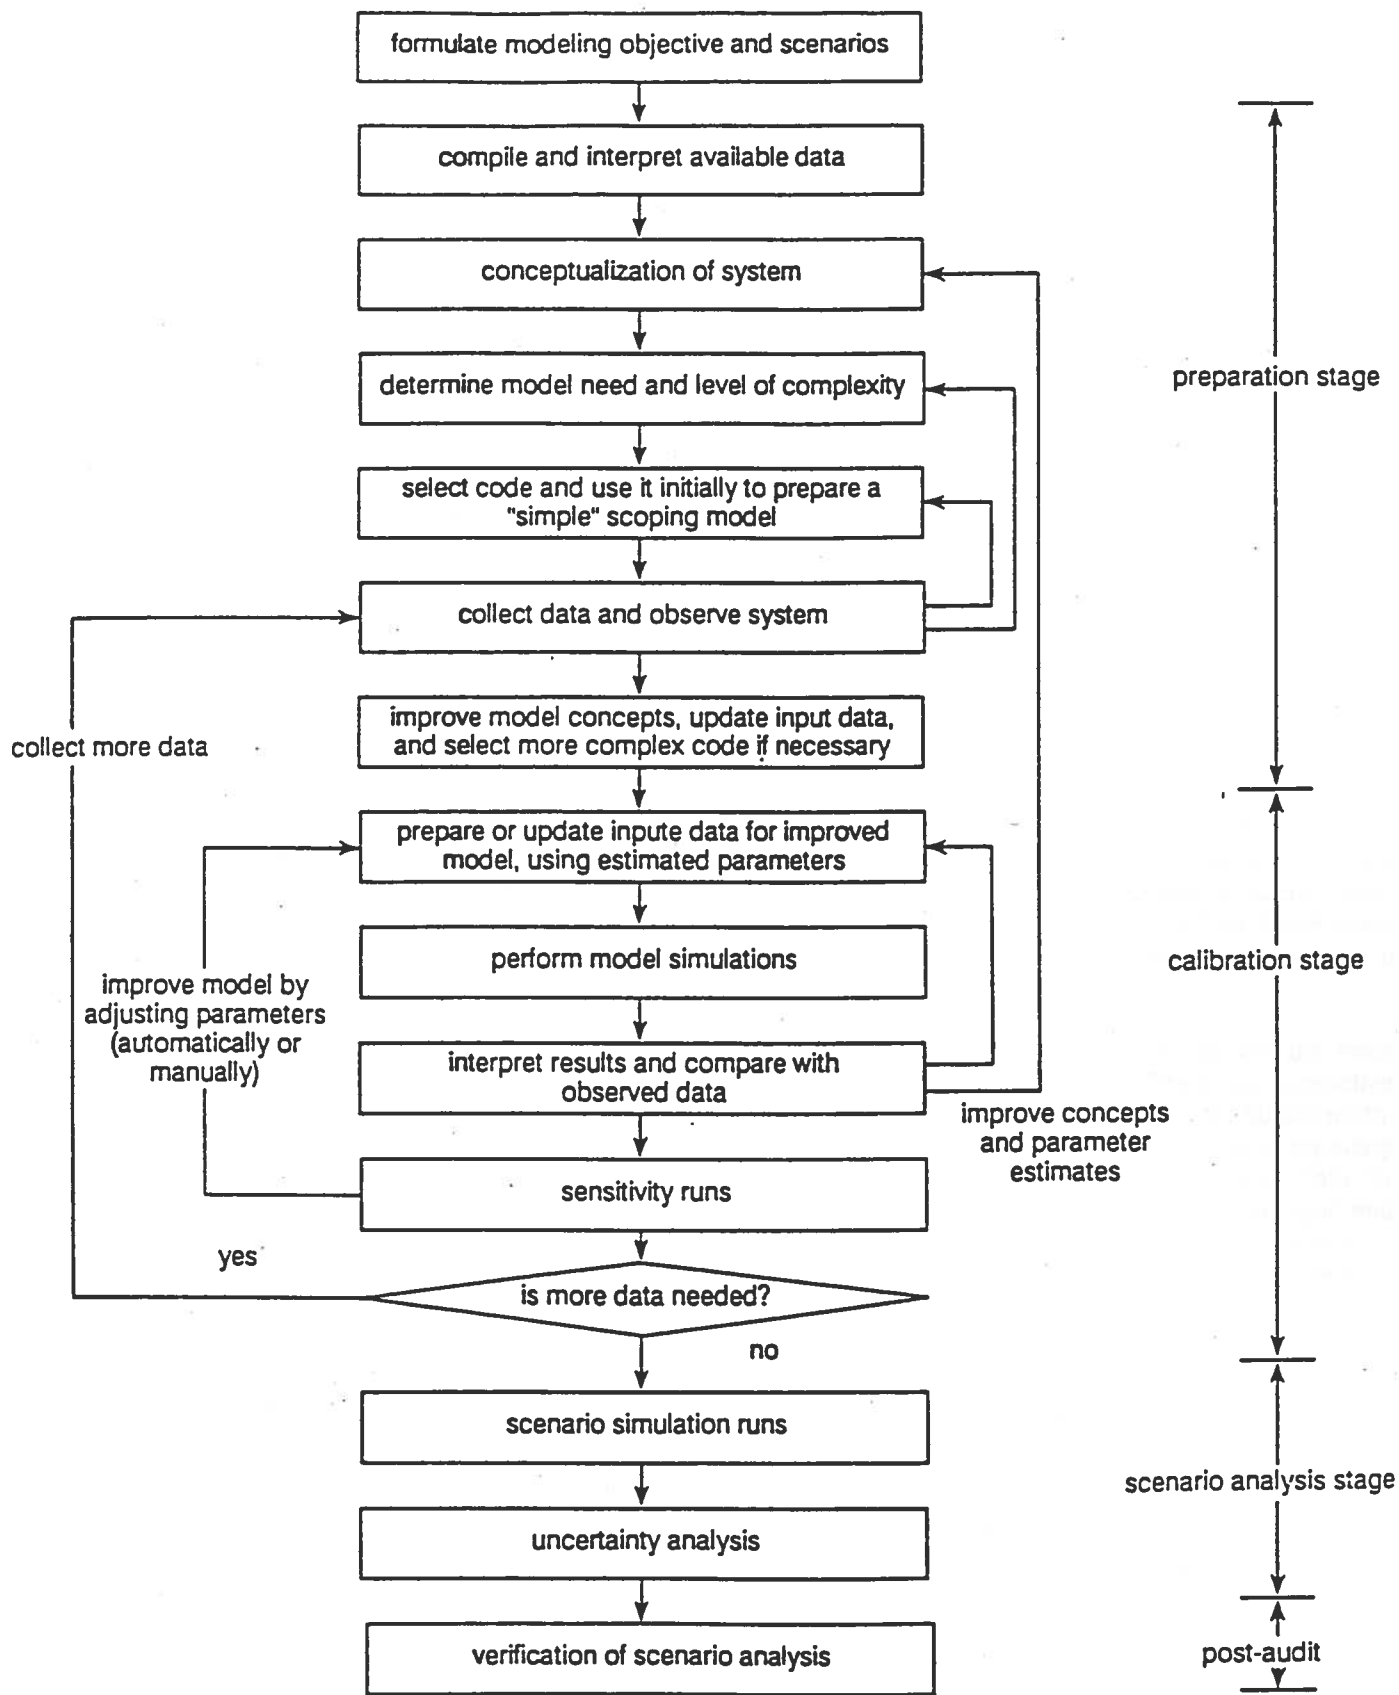 formulate modeling objective and scenarios
compile and interpret available data
conceptualization of system
determine model need and level of complexity
preparation stage
select code and use it initially to prepare a
"simple" scoping model
collect data and observe system
improve model concepts, update input data,
and select more complex code if necessary
collect more data
prepare or update inpute data for improved
model, using estimated parameters
perform model simulations
calibration stage
improve model by
adjusting parameters
(automatically or
manually)
interpret results and compare with
observed data
improve concepts
and parameter
estimates
sensitivity runs
yes
is more data needed?
no
scenario simulation runs
scenario analysis stage
uncertainty analysis
verification of scenario analysis
post-audit